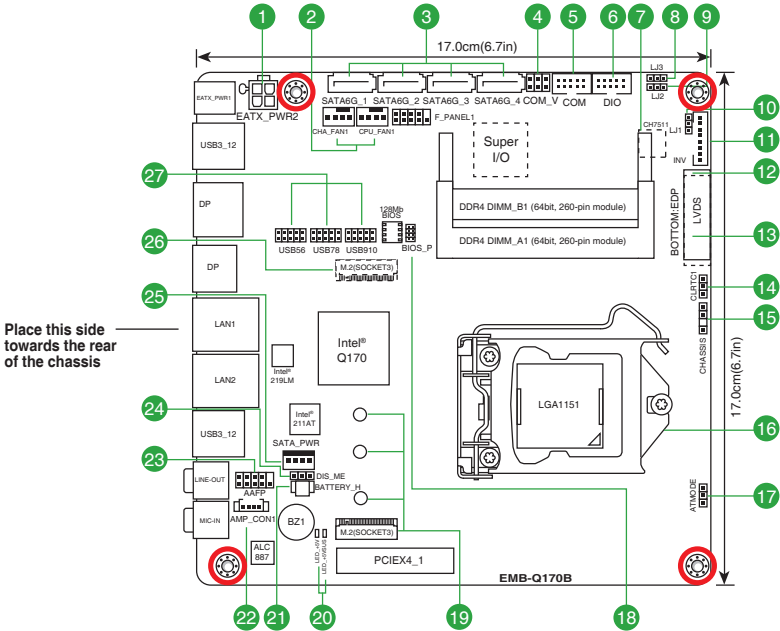 1
2
3
4
5
6
7
8
9
17.0cm(6.7in)
EATX_PWR1
EATX_PWR2
SATA6G_1
SATA6G_2
SATA6G_3
SATA6G_4
COM_V
COM
DIO
LJ3
LJ2
CHA_FAN1
CPU_FAN1
F_PANEL1
USB3_12
Super
I/O
CH7511
LJ1
INV
10
11
12
13
27
DP
128Mb
BIOS
BIOS_P
DDR4 DIMM_B1 (64bit, 260-pin module)
DDR4 DIMM_A1 (64bit, 260-pin module)
BOTTOM:EDP
LVDS
USB56
USB78
USB910
26
M.2(SOCKET3)
DP
25
CLRTC1
14
15
CHASSIS
Place this side
towards the rear
of the chassis
LAN1
Intel®
Q170
Intel®
219LM
LAN2
LGA1151
17.0cm(6.7in)
16
24
Intel®
211AT
USB3_12
SATA_PWR
23
LINE-OUT
AAFP
DIS_ME
BATTERY_H
ATMODE
17
AMP_CON1
MIC-IN
BZ1
LED_+5V
LED_+5VSUS
M.2(SOCKET3)
ALC
887
PCIEX4_1
EMB-Q170B
22
21
20
19
18